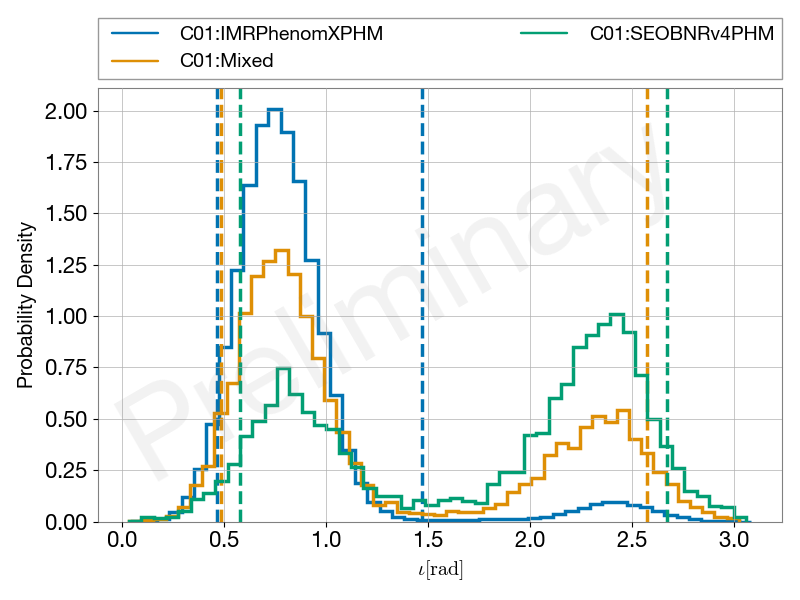 C01:IMRPhenomXPHM
C01:Mixed
C01:SEOBNRv4PHM
Preliminary
Probability Density
2.00
1.75
1.50
1.25
1.00
0.75
0.50
0.25
0.00
0.0 0.5 1.0 1.5 2.0 2.5 3.0
ι[rad]